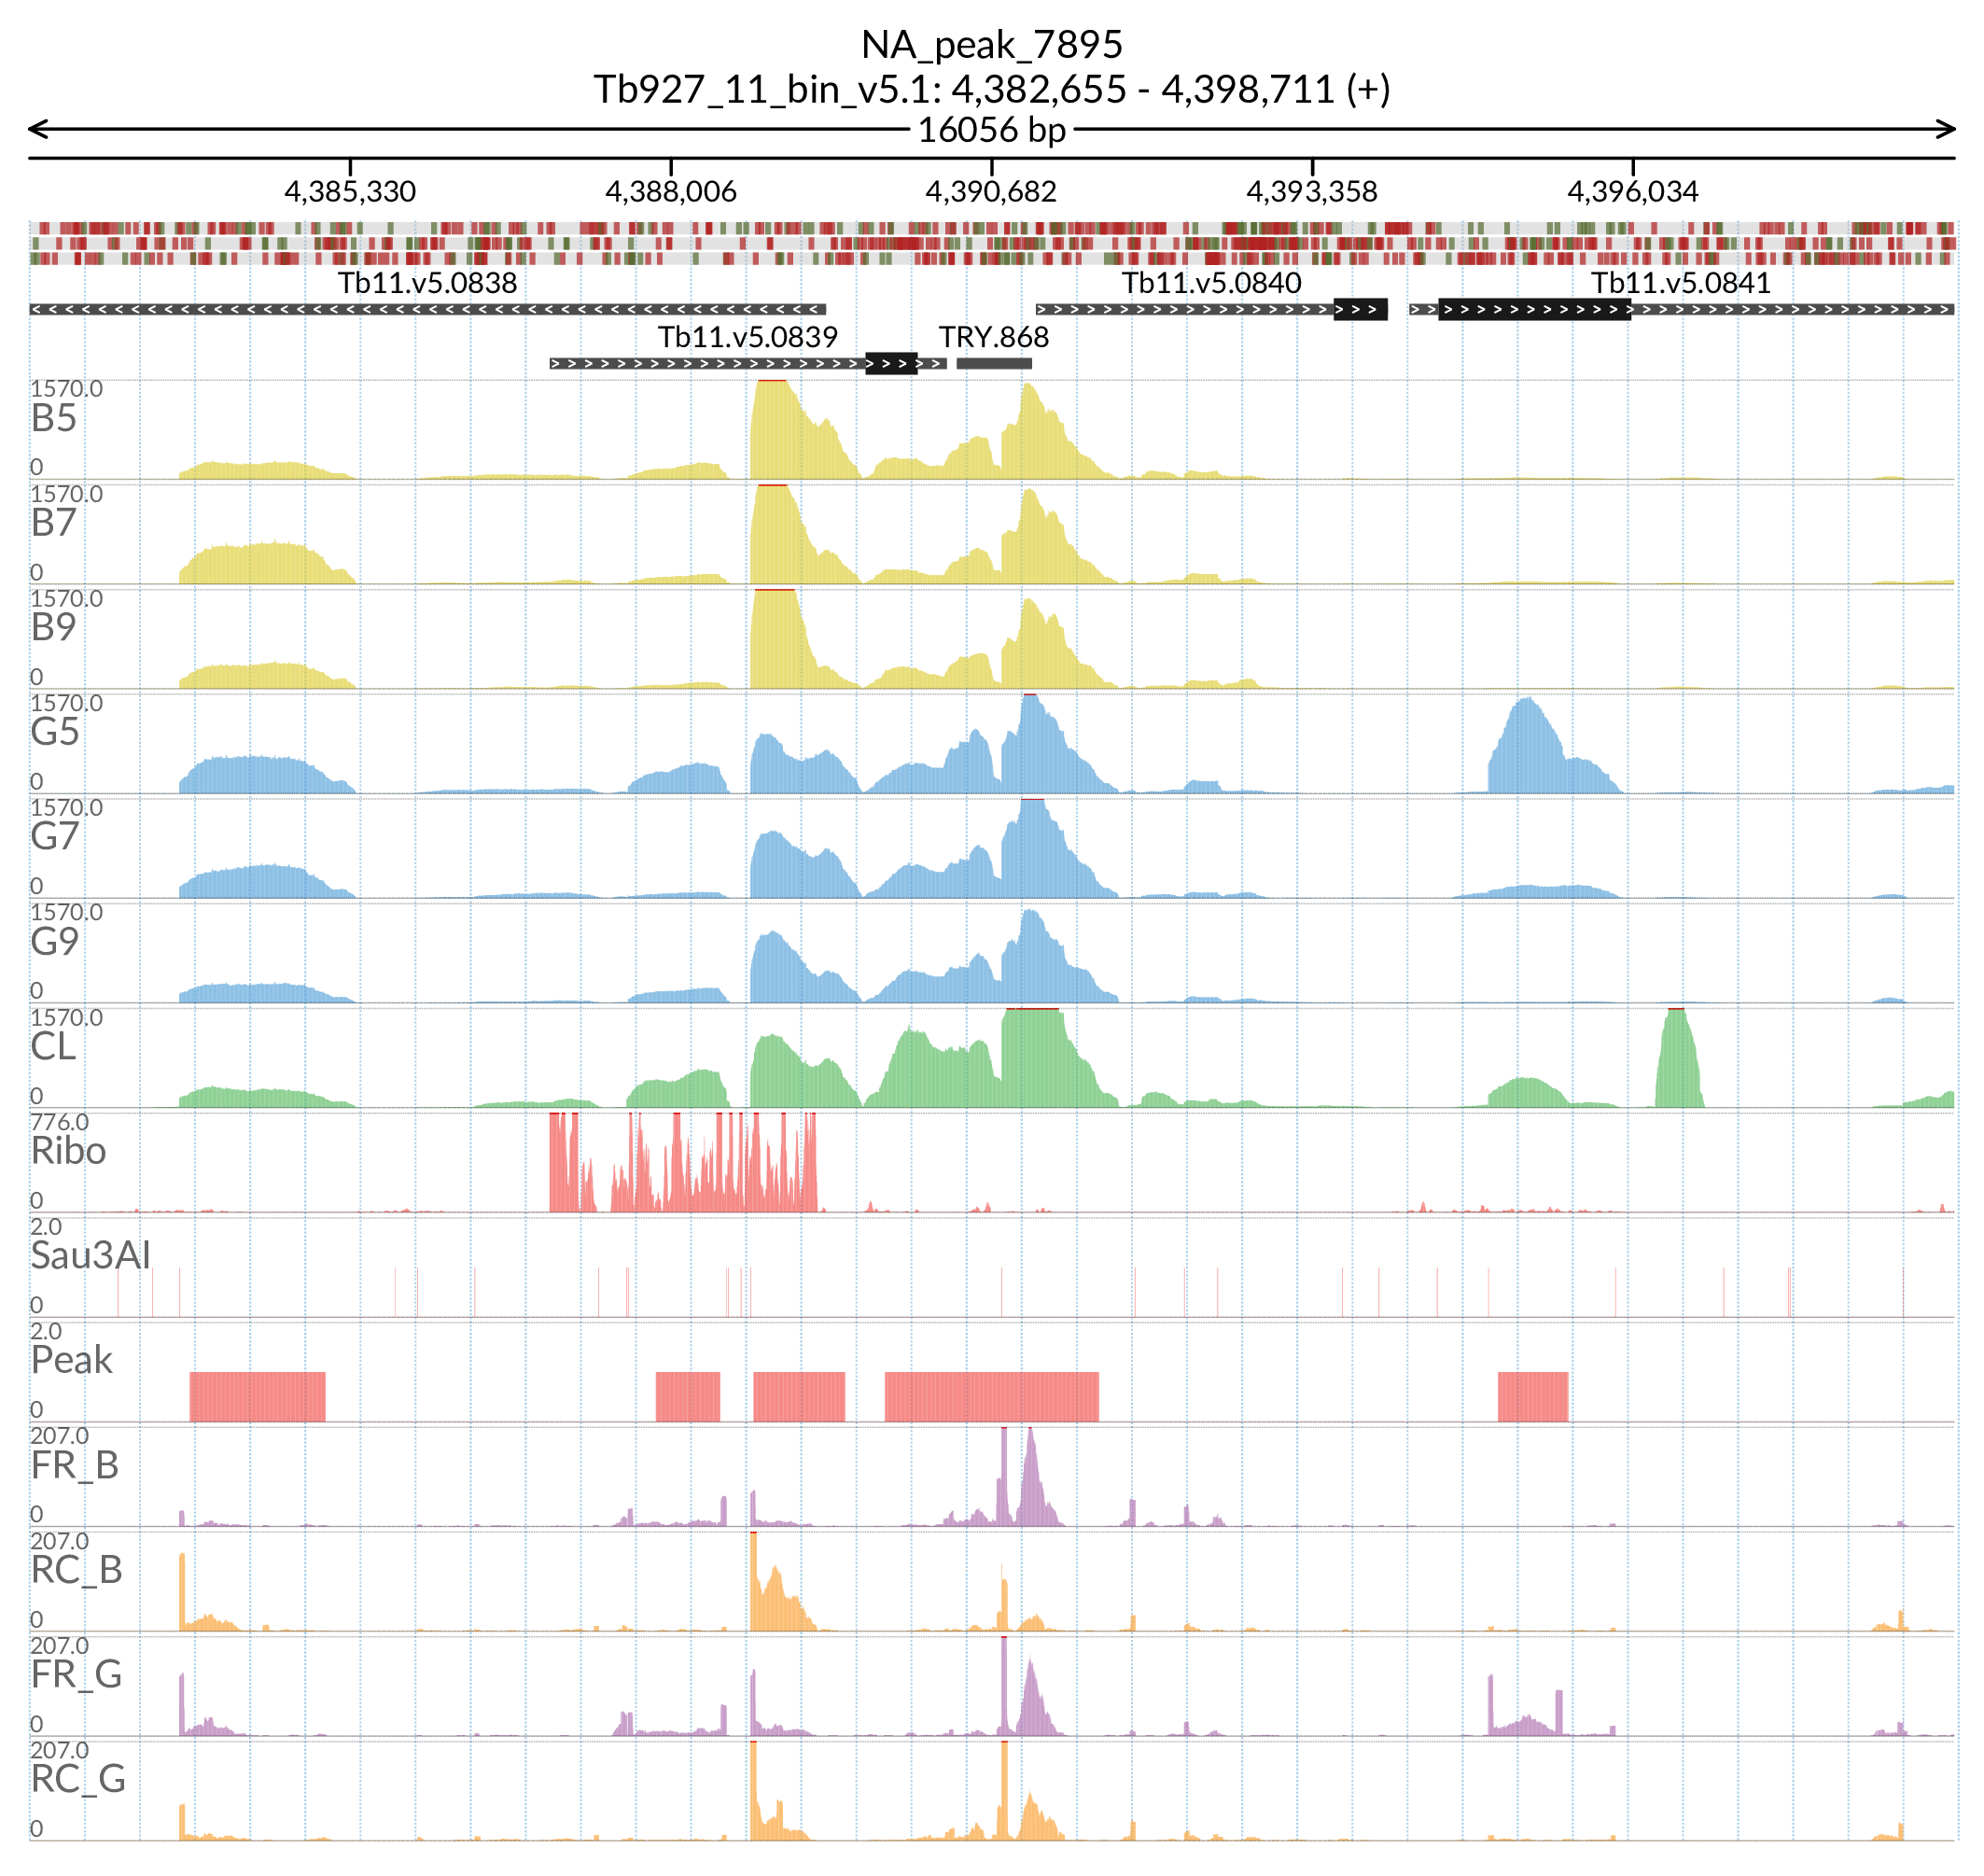 NA_peak_7895
Tb927_11_bin_v5.1: 4,382,655 - 4,398,711 (+)
16056 bp
4,385,330 4,388,006 4,390,682 4,393,358 4,396,034
Tb11.v5.0838 Tb11.v5.0840 Tb11.v5.0841
Tb11.v5.0839 TRY.868
1570.0
B5
0
1570.0
B7
0
1570.0
B9
0
1570.0
G5
0
1570.0
G7
0
1570.0
G9
0
1570.0
CL
0
776.0
Ribo
0
2.0
Sau3AI
0
2.0
Peak
0
207.0
FR_B
0
207.0
RC_B
0
207.0
FR_G
0
207.0
RC_G
0